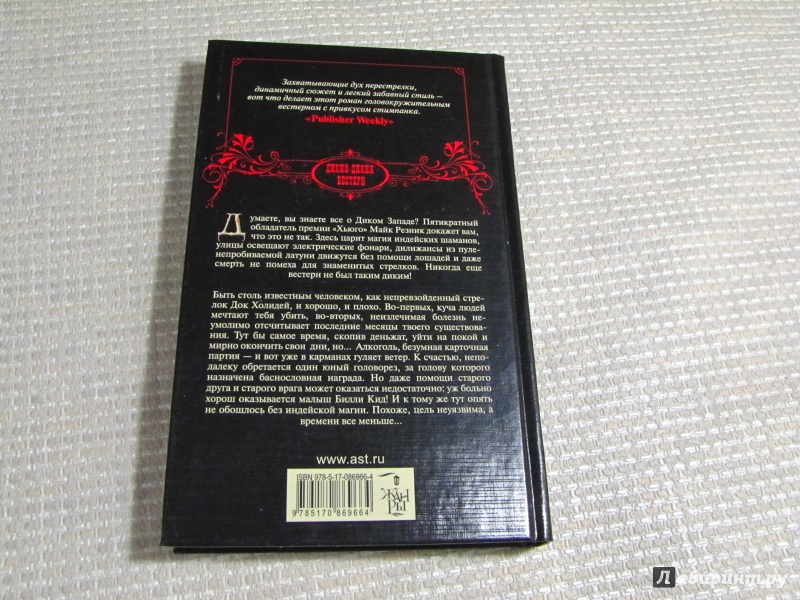 Захватывающие дух перестрелки,
динамичный сюжет и легкий забавный стиль —
вот что делает этот роман головокружительным
вестерном с привкусом стимпанка.
«Publisher Weekly»
ДИКИЙ-ДИКИЙ
ВЕСТЕРН
Думаете, вы знаете все о Диком Западе? Пятикратный
обладатель премии «Хьюго» Майк Резник докажет вам,
что это не так. Здесь царит магия индейских шаманов,
улицы освещают электрические фонари, дилижансы из пуле-
непробиваемой латуни движутся без помощи лошадей и даже
смерть не помеха для знаменитых стрелков. Никогда еще
вестерн не был таким диким!
Быть столь известным человеком, как непревзойденный стре-
лок Док Холидей, и хорошо, и плохо. Во-первых, куча людей
мечтают тебя убить, во-вторых, неизлечимая болезнь не-
умолимо отсчитывает последние месяцы твоего существова-
ния. Тут бы самое время, скопив деньжат, уйти на покой и
мирно окончить свои дни, но... Алкоголь, безумная карточная
партия — и вот уже в карманах гуляет ветер. К счастью, непо-
далеку обретается один юный головорез, за голову которого
назначена баснословная награда. Но даже помощи старого
друга и старого врага может оказаться недостаточно: уж больно
хорош оказывается малыш Билли Кид! И к тому же тут опять
не обошлось без индейской магии. Похоже, цель неуязвима, а
времени все меньше...
www.ast.ru
ISBN 978-5-17-086966-4
9785170869664
ЖАН
РЫ
Лабиринт.ру